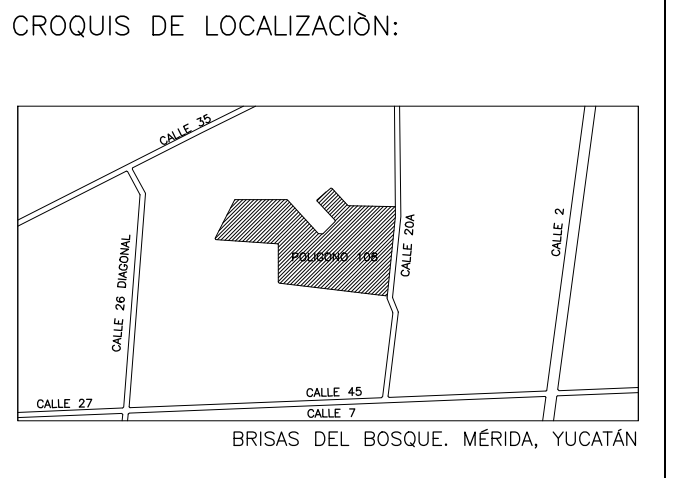 CROQUIS DE LOCALIZACIÒN:
CALLE 35
CALLE 26 DIAGONAL
POLIGONO 108
CALLE 20A
CALLE 2
CALLE 27
CALLE 45
CALLE 7
BRISAS DEL BOSQUE. MÉRIDA, YUCATÁN